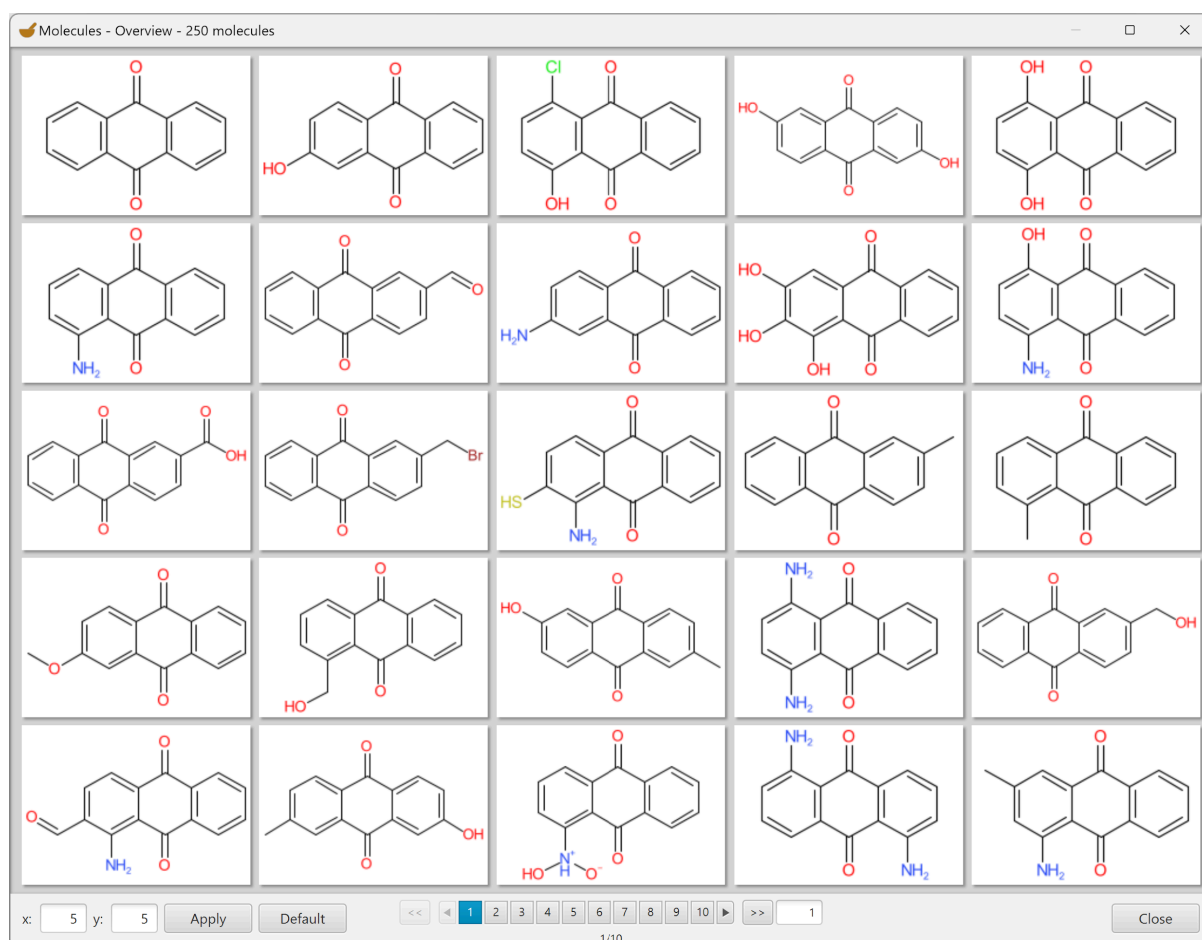 Molecules - Overview - 250 molecules
O O Cl O O OH O
HO HO OH
O O OH O O OH O
O O O O OH O
O HO
H₂N HO
NH₂ O O O OH O NH₂ O
O O O O O
OH Br HS
O O NH₂ O O O
O O O NH₂ O O
HO OH
O O HO O O NH₂ O O
O O O NH₂ O O
O OH
NH₂ O O HO N⁺ H O⁻ O O NH₂ NH₂ O
x: 5 y: 5 Apply Default << 1 2 3 4 5 6 7 8 9 10 >> 1 Close
1/10